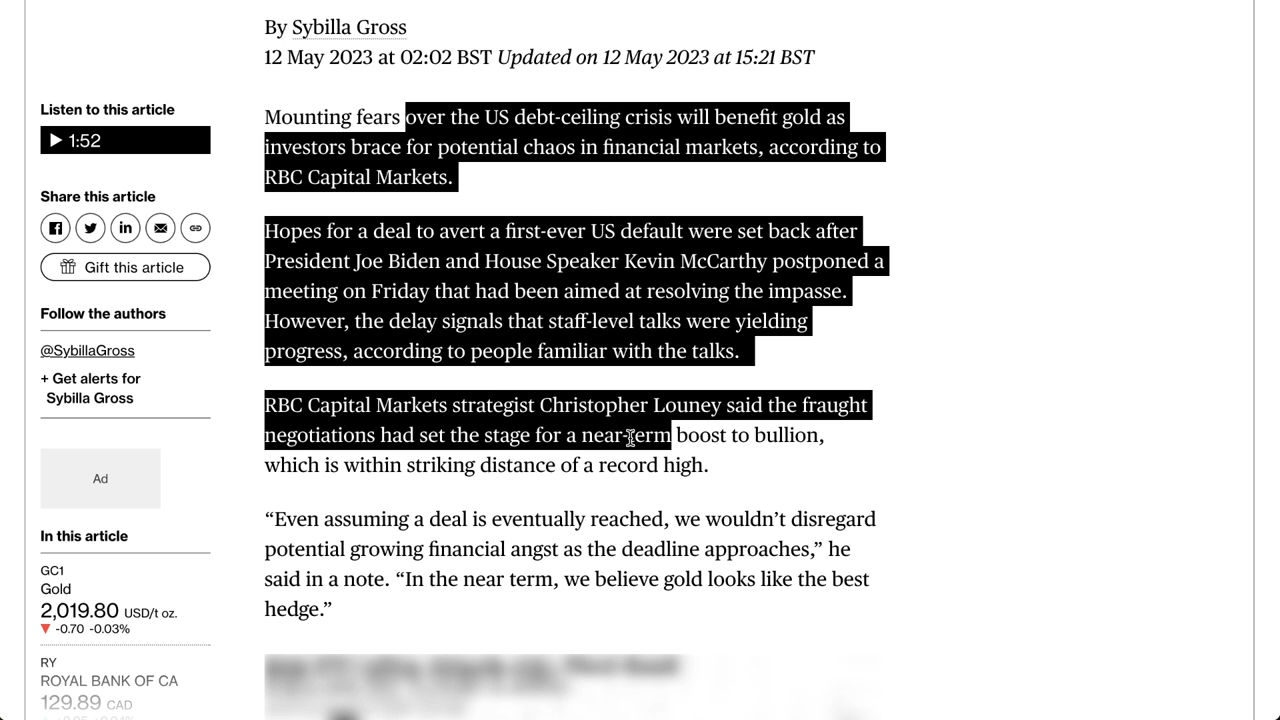 By Sybilla Gross
12 May 2023 at 02:02 BST Updated on 12 May 2023 at 15:21 BST
Listen to this article
1:52
Share this article
Gift this article
Follow the authors
@SybillaGross
+ Get alerts for
Sybilla Gross
Ad
In this article
GC1
Gold
2,019.80 USD/t oz.
-0.70 -0.03%
RY
ROYAL BANK OF CA
129.89 CAD
Mounting fears over the US debt-ceiling crisis will benefit gold as
investors brace for potential chaos in financial markets, according to
RBC Capital Markets.
Hopes for a deal to avert a first-ever US default were set back after
President Joe Biden and House Speaker Kevin McCarthy postponed a
meeting on Friday that had been aimed at resolving the impasse.
However, the delay signals that staff-level talks were yielding
progress, according to people familiar with the talks.
RBC Capital Markets strategist Christopher Louney said the fraught
negotiations had set the stage for a near-term boost to bullion,
which is within striking distance of a record high.
“Even assuming a deal is eventually reached, we wouldn’t disregard
potential growing financial angst as the deadline approaches,” he
said in a note. “In the near term, we believe gold looks like the best
hedge.”